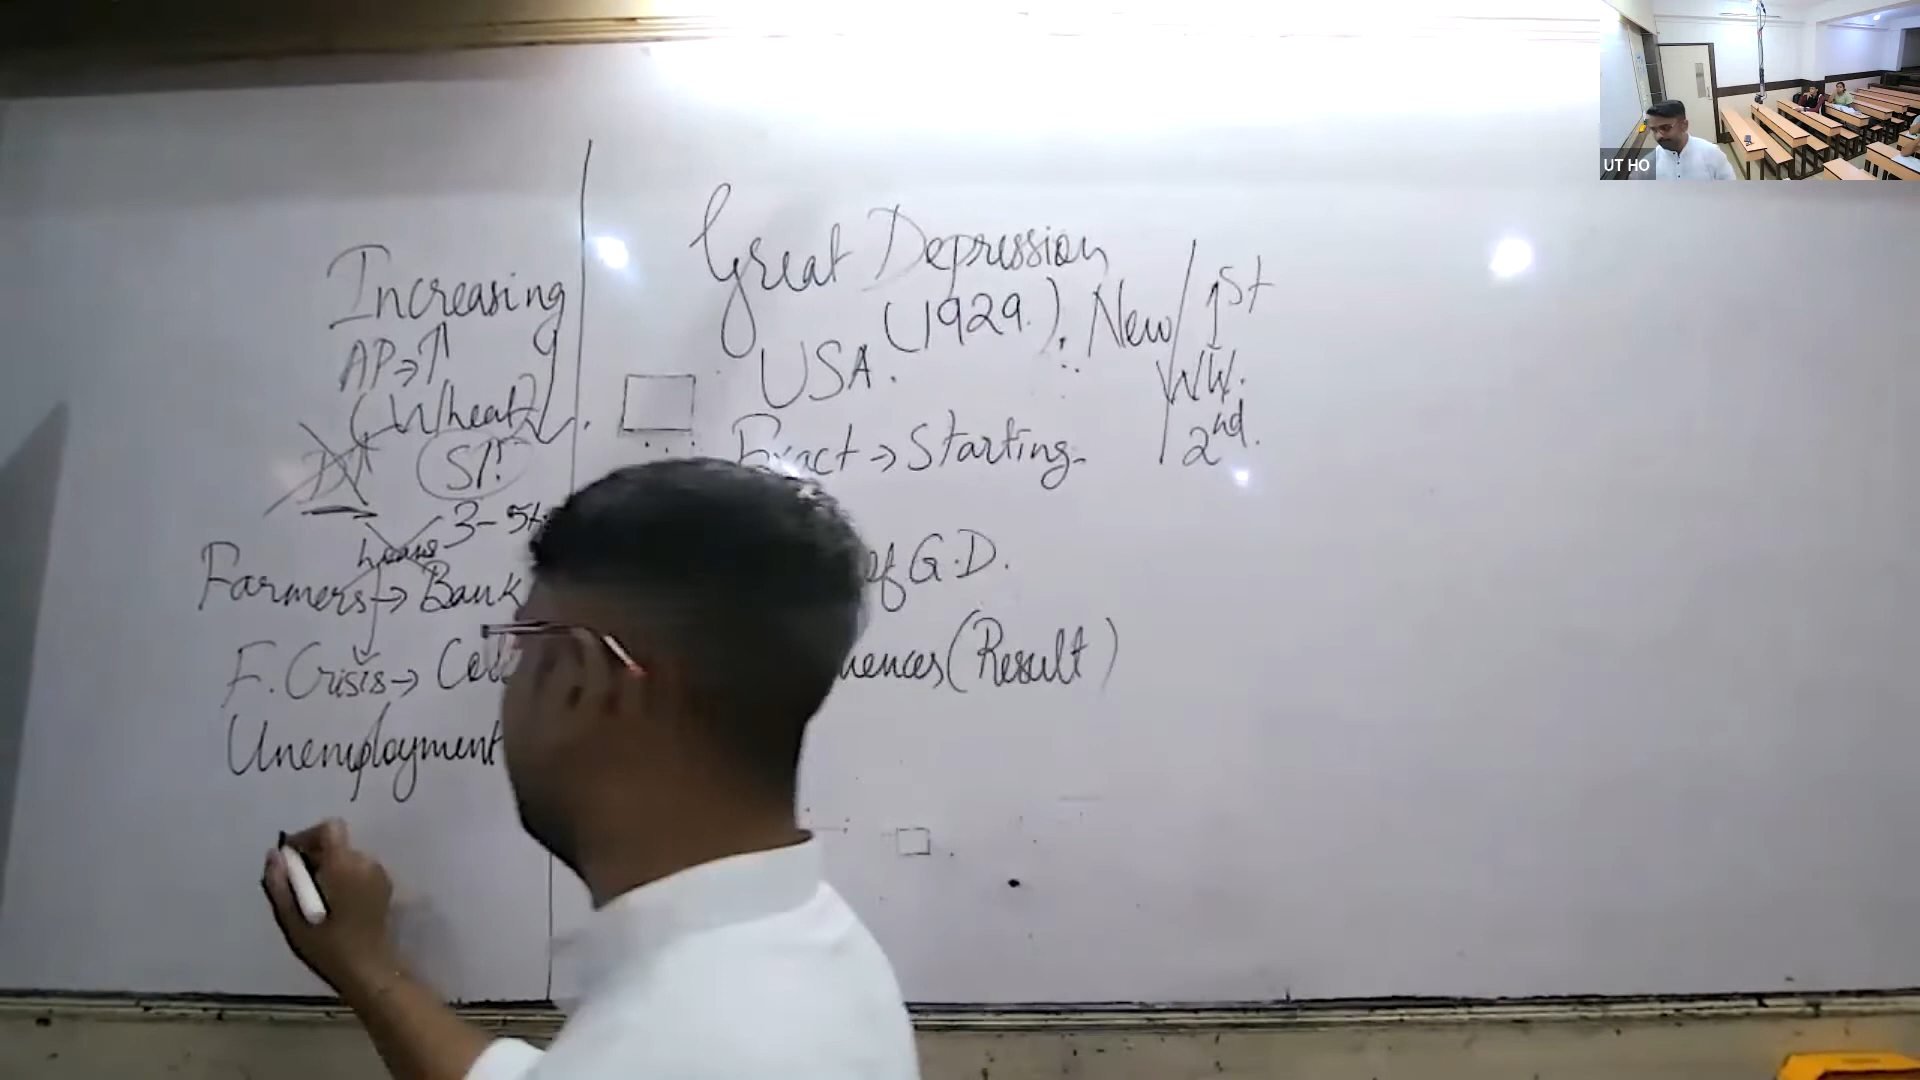 Increasing
AP→↑
(Wheat)
3-5
Farmers → Bank
F. Crisis →
Unemployment
Great Depression
(1929.). New
1st
USA.
WW.
2nd.
Exact → Starting.
of G.D.
(Result)
UT HO